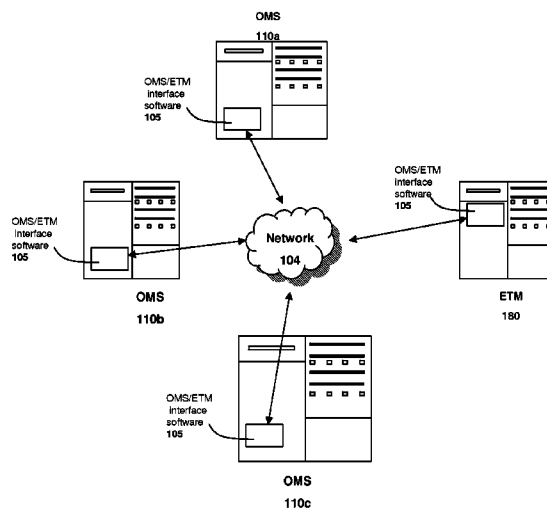 OMS
110a
OMS/ETM
interface
software
105
OMS/ETM
Interface
software
105
OMS/ETM
interface
software
105
Network
104
OMS
110b
ETM
180
OMS/ETM
interface
software
105
OMS
110c